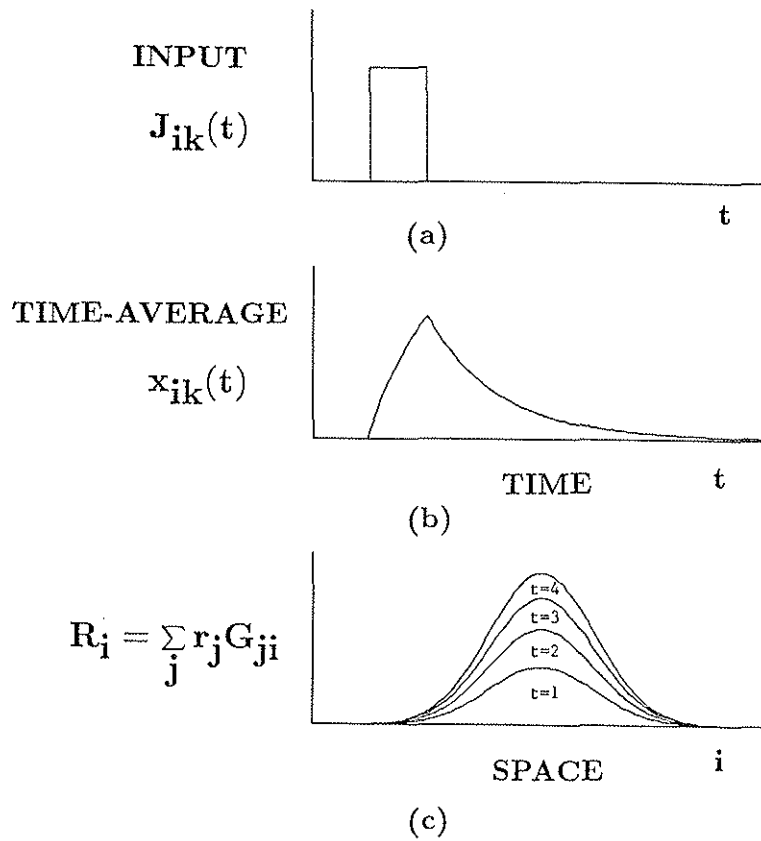 INPUT
J_ik(t)
t
(a)
TIME-AVERAGE
x_ik(t)
TIME
t
(b)
R_i = Σ_j r_j G_ji
t=4
t=3
t=2
t=1
SPACE
i
(c)